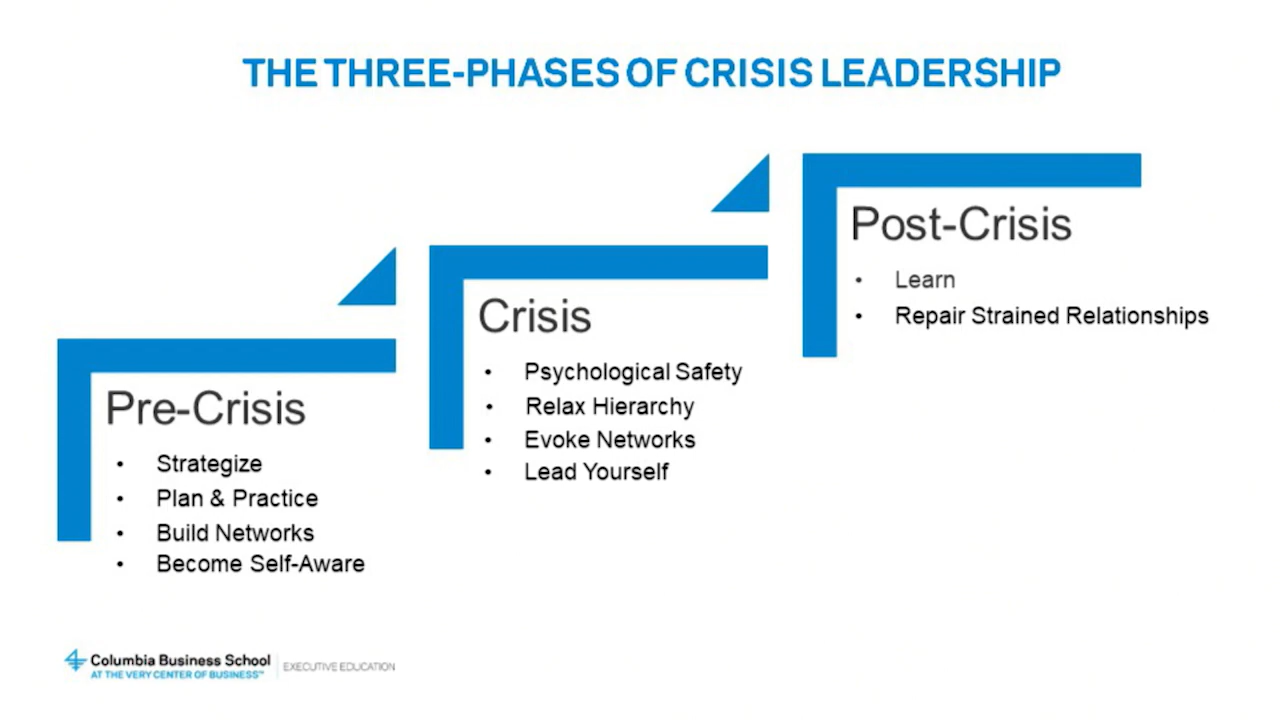 THE THREE-PHASES OF CRISIS LEADERSHIP
Pre-Crisis
• Strategize
• Plan & Practice
• Build Networks
• Become Self-Aware
Crisis
• Psychological Safety
• Relax Hierarchy
• Evoke Networks
• Lead Yourself
Post-Crisis
• Learn
• Repair Strained Relationships
Columbia Business School
AT THE VERY CENTER OF BUSINESS™
EXECUTIVE EDUCATION